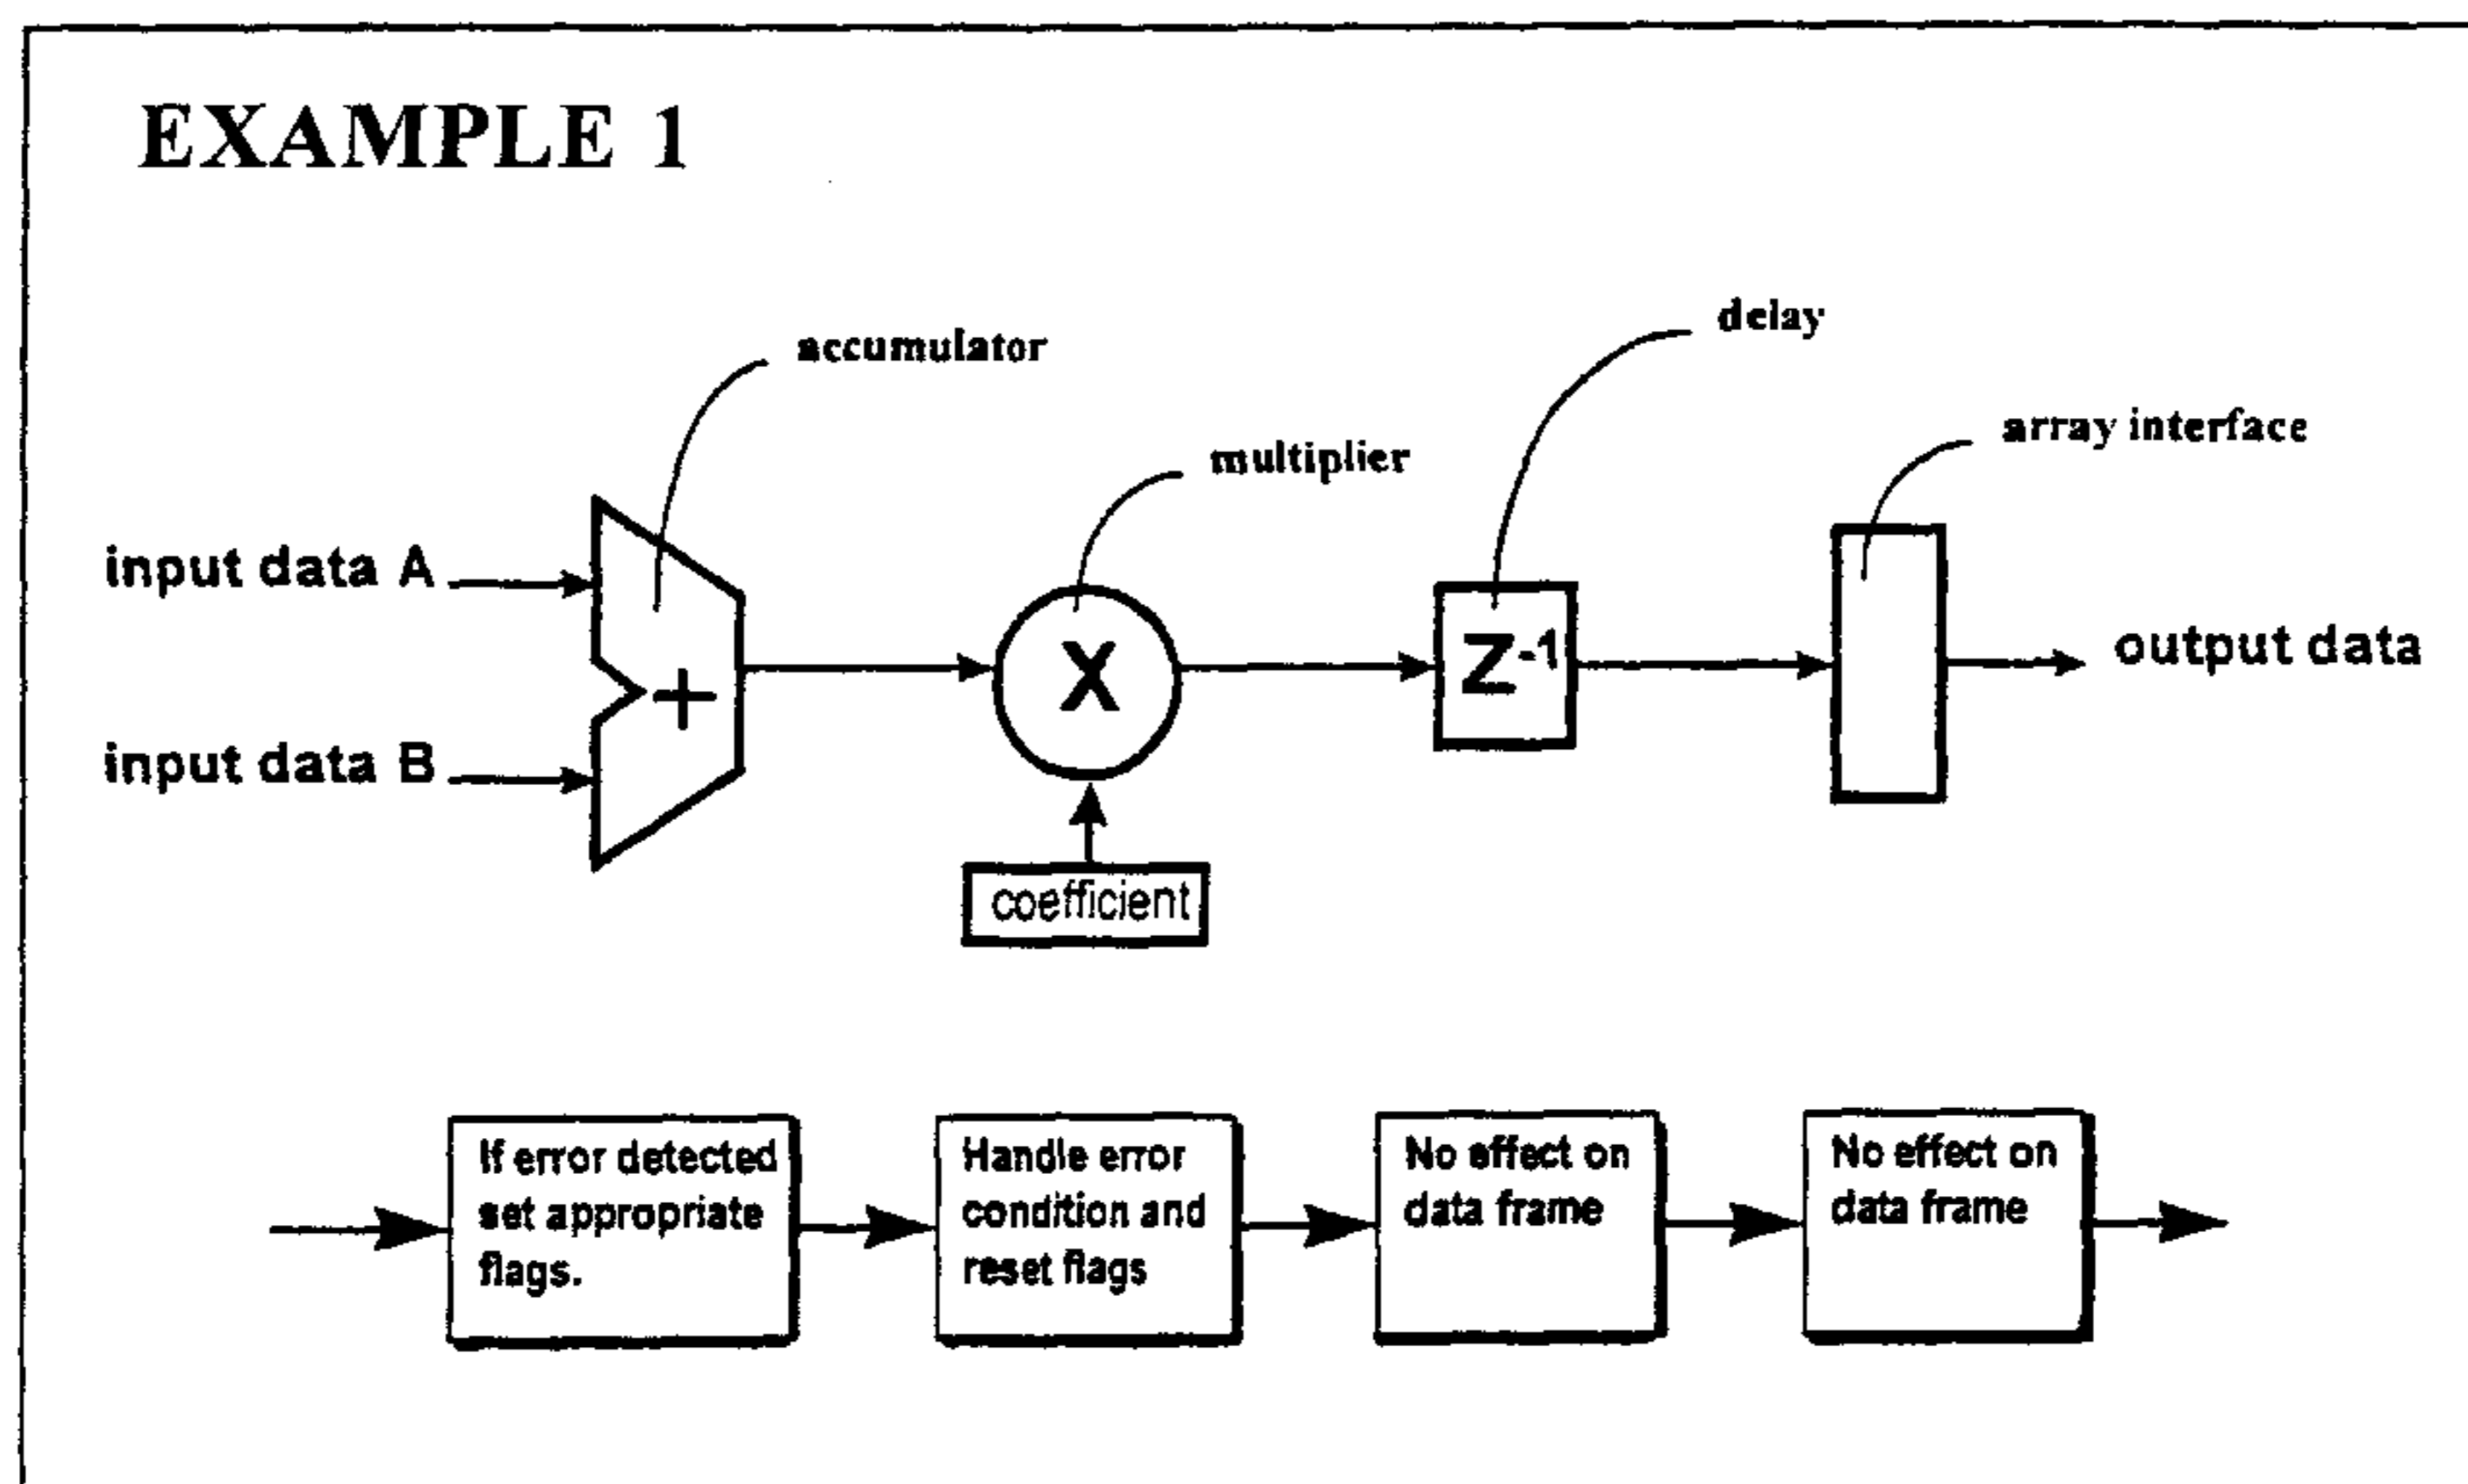 EXAMPLE 1
delay
accumulator
array interface
multiplier
input data A
+
X
Z-1
output data
input data B
coefficient
If error detected
set appropriate
flags.
Handle error
condition and
reset flags
No effect on
data frame
No effect on
data frame